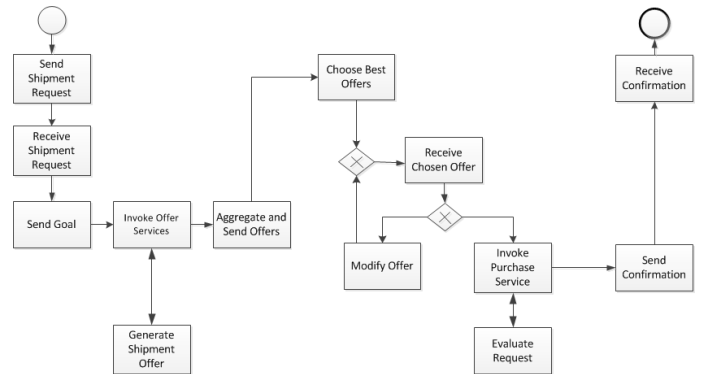 Send
Shipment
Request
Receive
Shipment
Request
Send Goal
Invoke Offer
Services
Generate
Shipment
Offer
Aggregate and
Send Offers
Choose Best
Offers
Receive
Chosen Offer
Modify Offer
Invoke
Purchase
Service
Evaluate
Request
Send
Confirmation
Receive
Confirmation